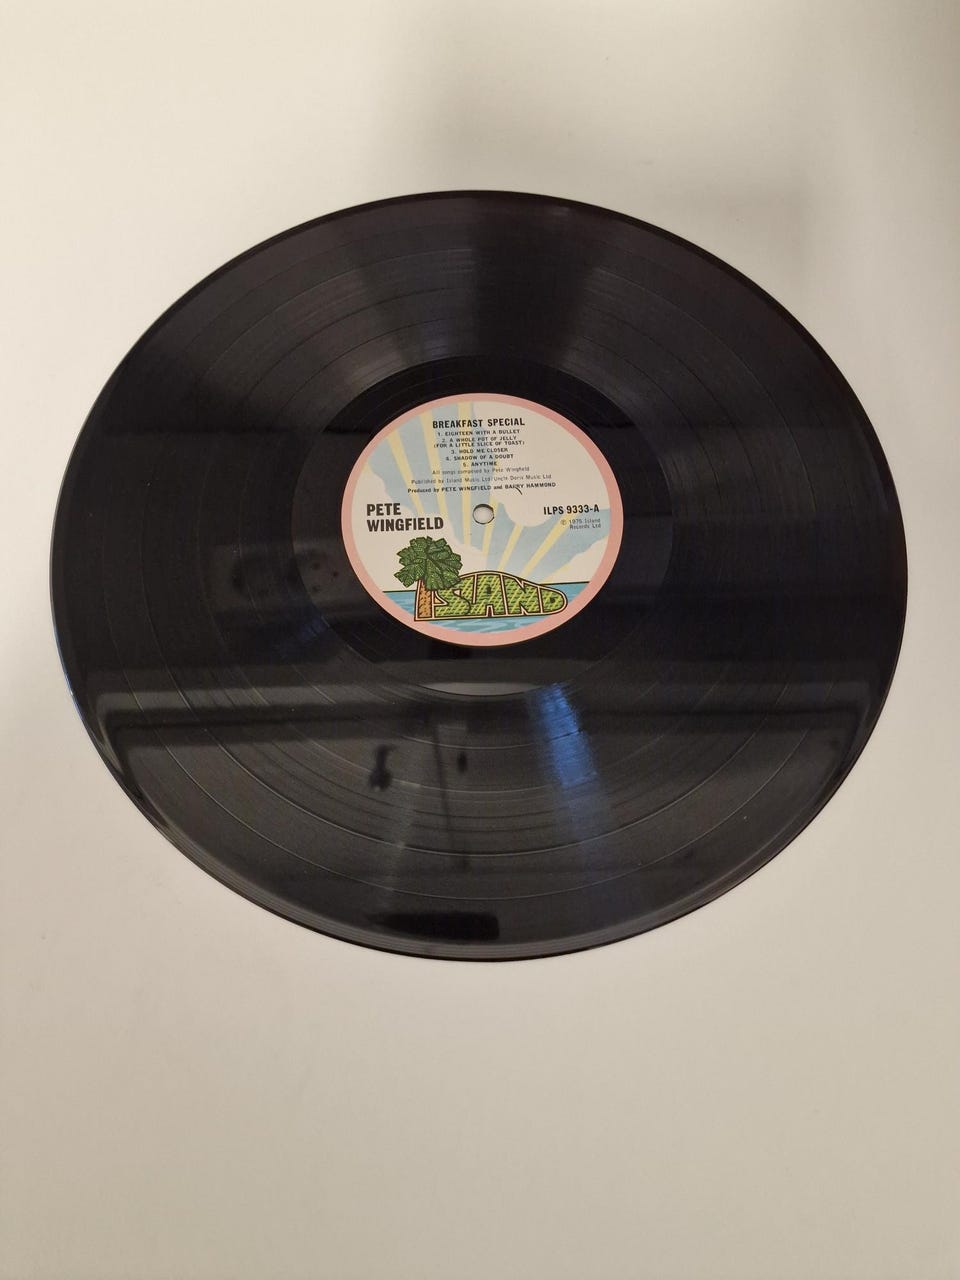 BREAKFAST SPECIAL
1. EIGHTEEN WITH A BULLET
2. A WHOLE POT OF JELLY
(FOR A LITTLE SLICE OF TOAST)
3. HOLD ME CLOSER
4. SHADOW OF A DOUBT
5. ANYTIME
All songs composed by Pete Wingfield
Published by Island Music Ltd/Uncle Doris Music Ltd
Produced by PETE WINGFIELD and BARRY HAMMOND
PETE
WINGFIELD
ILPS 9333-A
℗ 1975 Island
Records Ltd
ISLAND